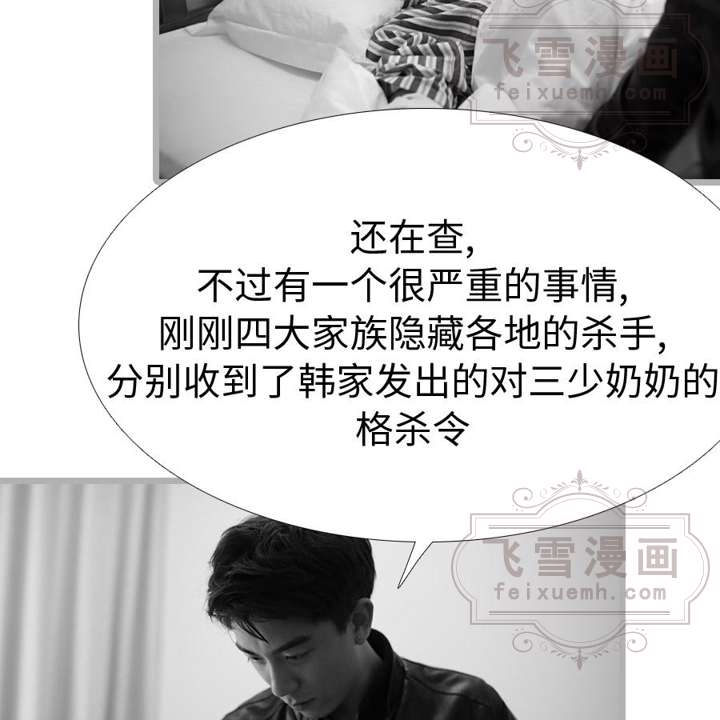 飞雪漫画
feixuemh.com
还在查,
不过有一个很严重的事情,
刚刚四大家族隐藏各地的杀手,
分别收到了韩家发出的对三少奶奶的
格杀令
飞雪漫画
feixuemh.com